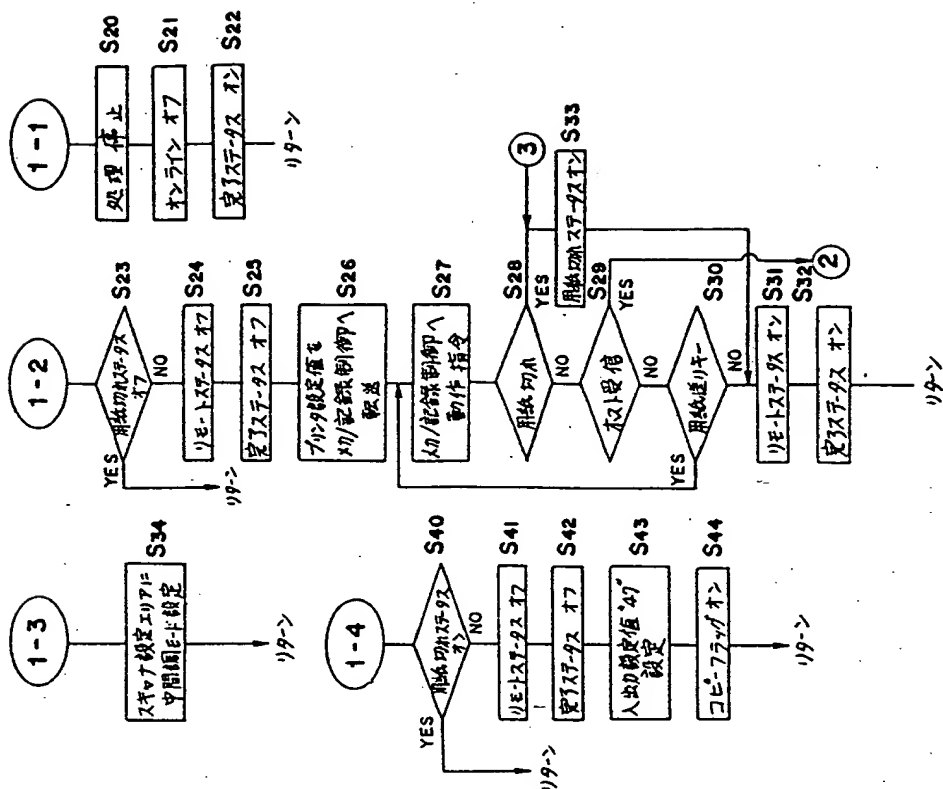 1-1
処理 停止
S20
オンライン オフ
S21
完了ステータス オン
S22
リターン
1-2
用紙切れステータス
オフ
S23
YES
NO
リターン
リモートステータス オフ
S24
完了ステータス オフ
S25
プリンタ設定値を
メカ/記録制御へ
転送
S26
メカ/記録制御へ
動作 指令
S27
用紙切れ
S28
YES
NO
3
用紙切れステータスオン
S33
ホスト受信
S29
YES
NO
2
用紙送りキー
S30
YES
NO
リモートステータス オン
S31
S32
完了ステータス オン
リターン
1-3
スキャナ設定エリアに
中間調モード設定
S34
リターン
1-4
用紙切れステータス
オン
S40
YES
NO
リターン
リモートステータス オフ
S41
完了ステータス オフ
S42
入出力設定値"47"
設定
S43
コピーフラッグ オン
S44
リターン